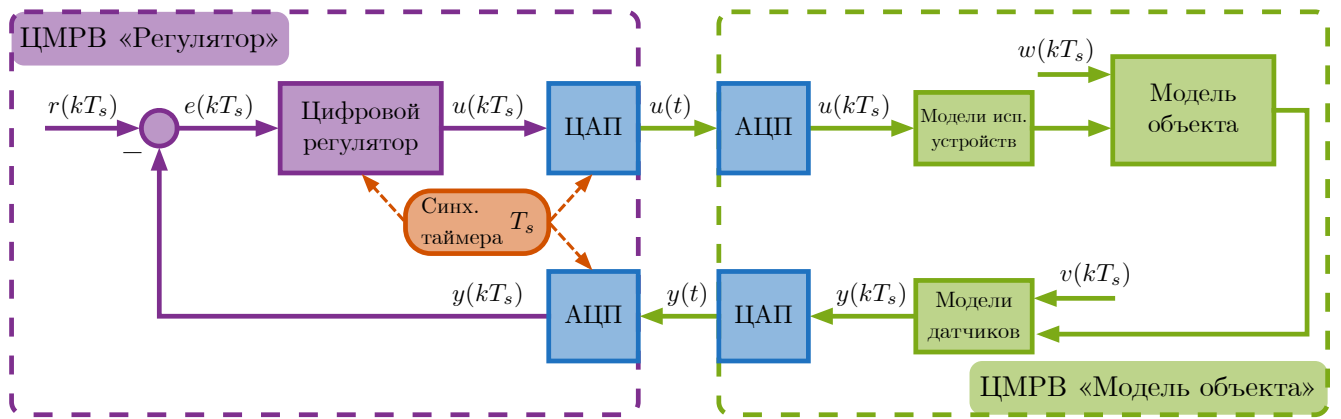 ЦМРВ «Регулятор»
r(kT_s)
e(kT_s)
−
Цифровой
регулятор
u(kT_s)
ЦАП
u(t)
АЦП
u(kT_s)
Модели исп.
устройств
w(kT_s)
Модель
объекта
Синх.
таймера
T_s
y(kT_s)
АЦП
y(t)
ЦАП
y(kT_s)
Модели
датчиков
v(kT_s)
ЦМРВ «Модель объекта»